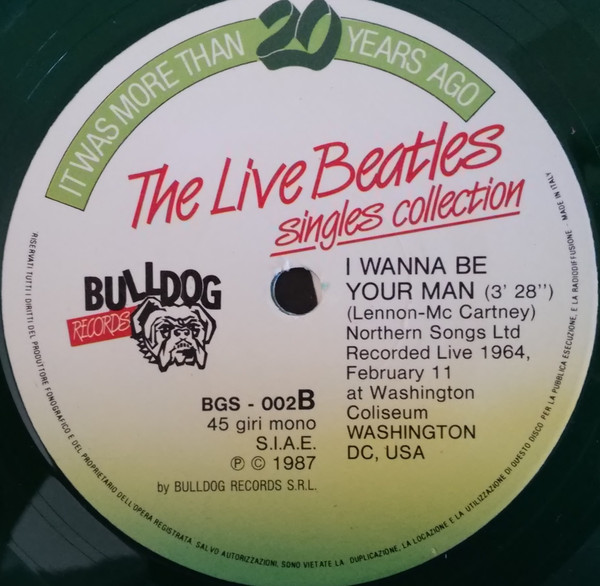 IT WAS MORE THAN 20 YEARS AGO
The Live Beatles
singles collection
BULLDOG
RECORDS
I WANNA BE
YOUR MAN (3' 28'')
(Lennon-Mc Cartney)
Northern Songs Ltd
Recorded Live 1964,
February 11
at Washington
Coliseum
WASHINGTON
DC, USA
BGS - 002B
45 giri mono
S.I.A.E.
Ⓟ © 1987
by BULLDOG RECORDS S.R.L.
RISERVATI TUTTI I DIRITTI DEL PRODUTTORE FONOGRAFICO E DEL PROPRIETARIO DELL'OPERA REGISTRATA. SALVO AUTORIZZAZIONI, SONO VIETATE LA DUPLICAZIONE, LA LOCAZIONE E LA UTILIZZAZIONE DI QUESTO DISCO PER LA PUBBLICA ESECUZIONE, E LA RADIODIFFUSIONE. MADE IN ITALY